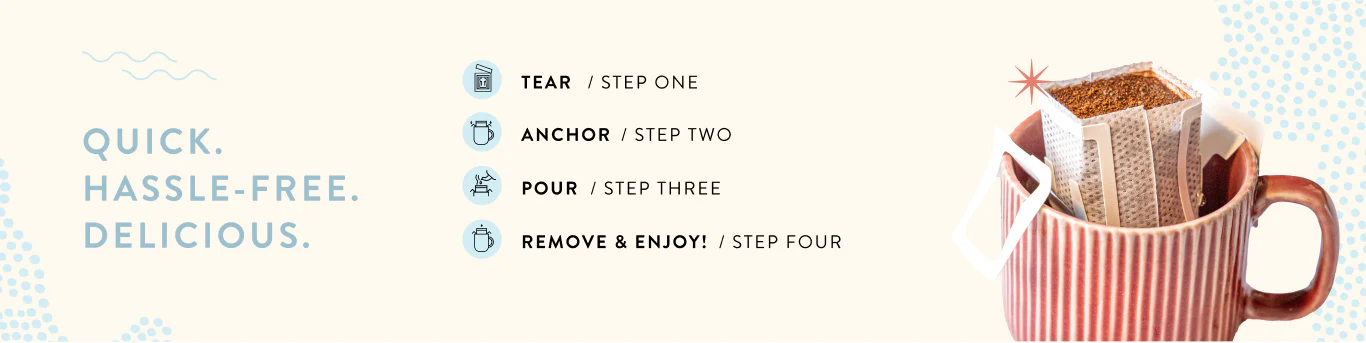 QUICK.
HASSLE-FREE.
DELICIOUS.
TEAR / STEP ONE
ANCHOR / STEP TWO
POUR / STEP THREE
REMOVE & ENJOY! / STEP FOUR